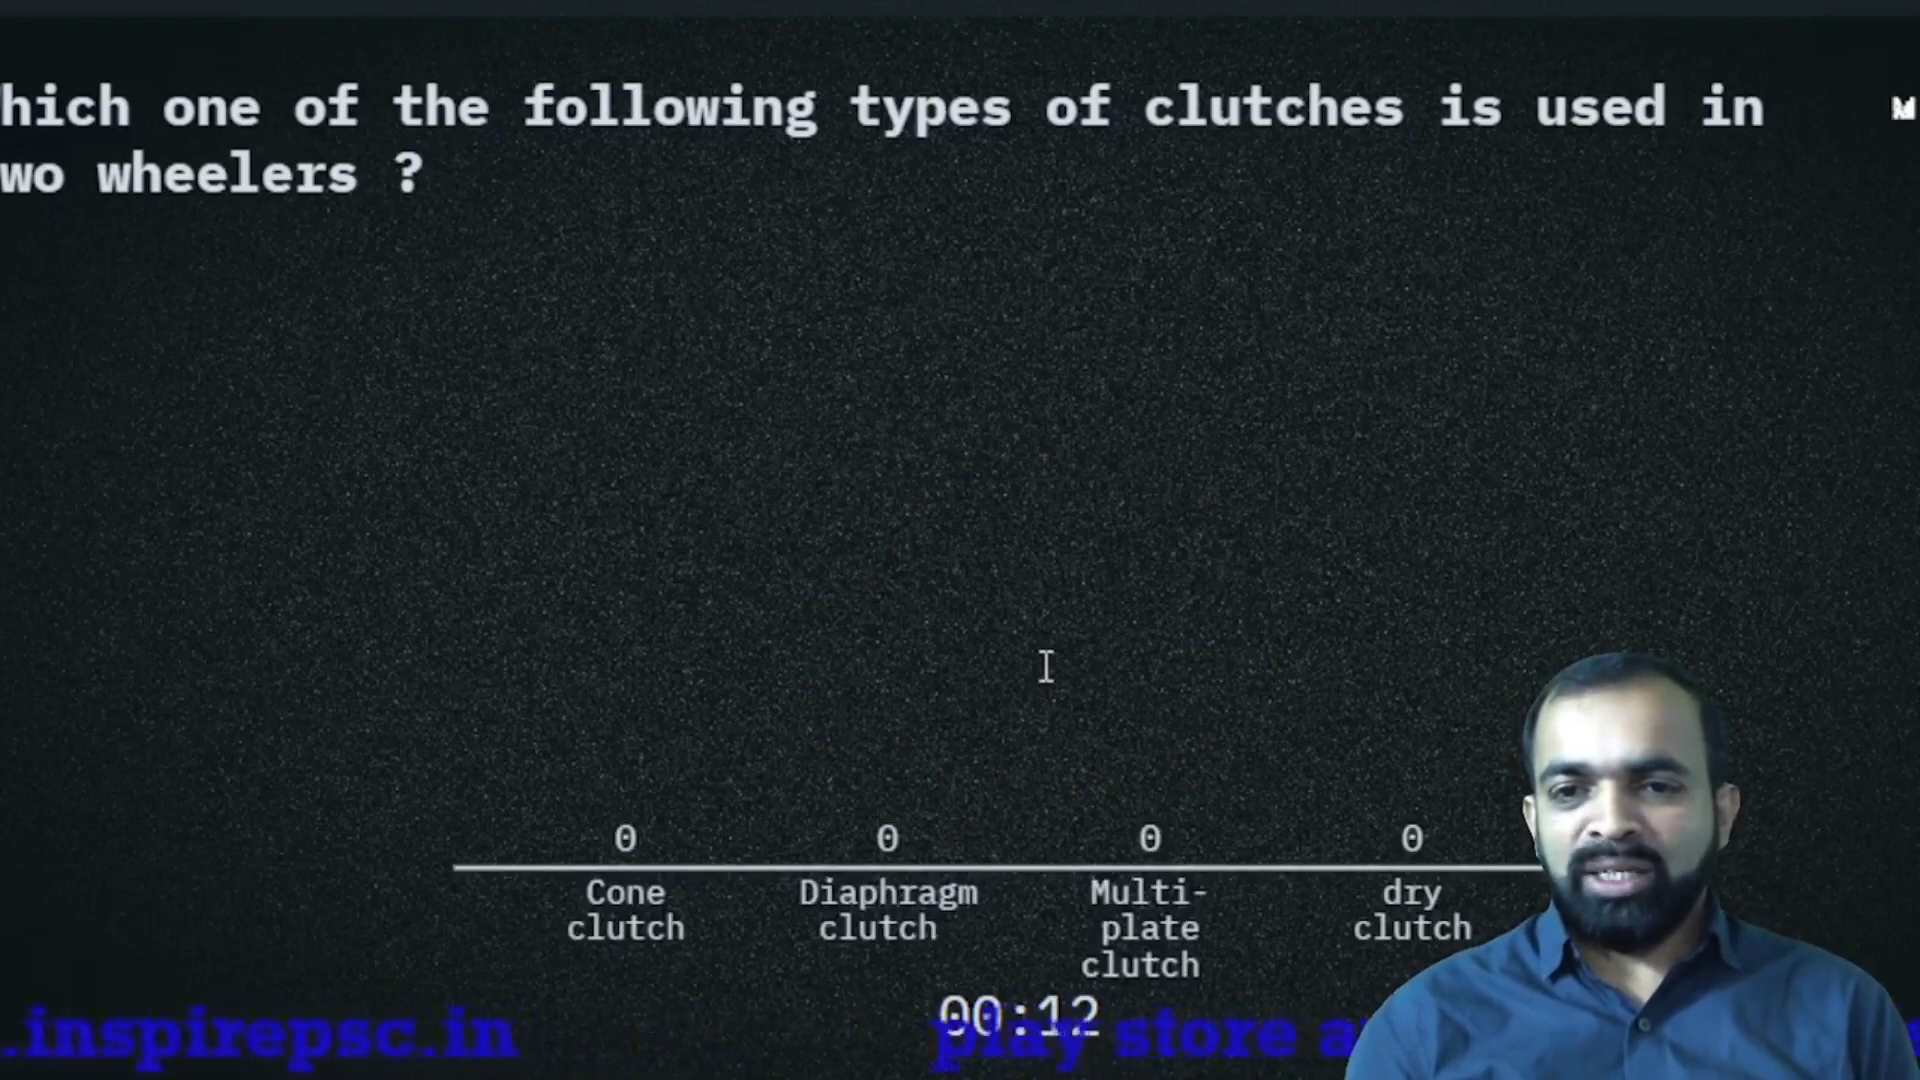 hich one of the following types of clutches is used in
wo wheelers ?
0 0 0 0
Cone clutch
Diaphragm clutch
Multi-plate clutch
dry clutch
00:12
.inspirepsc.in play store a